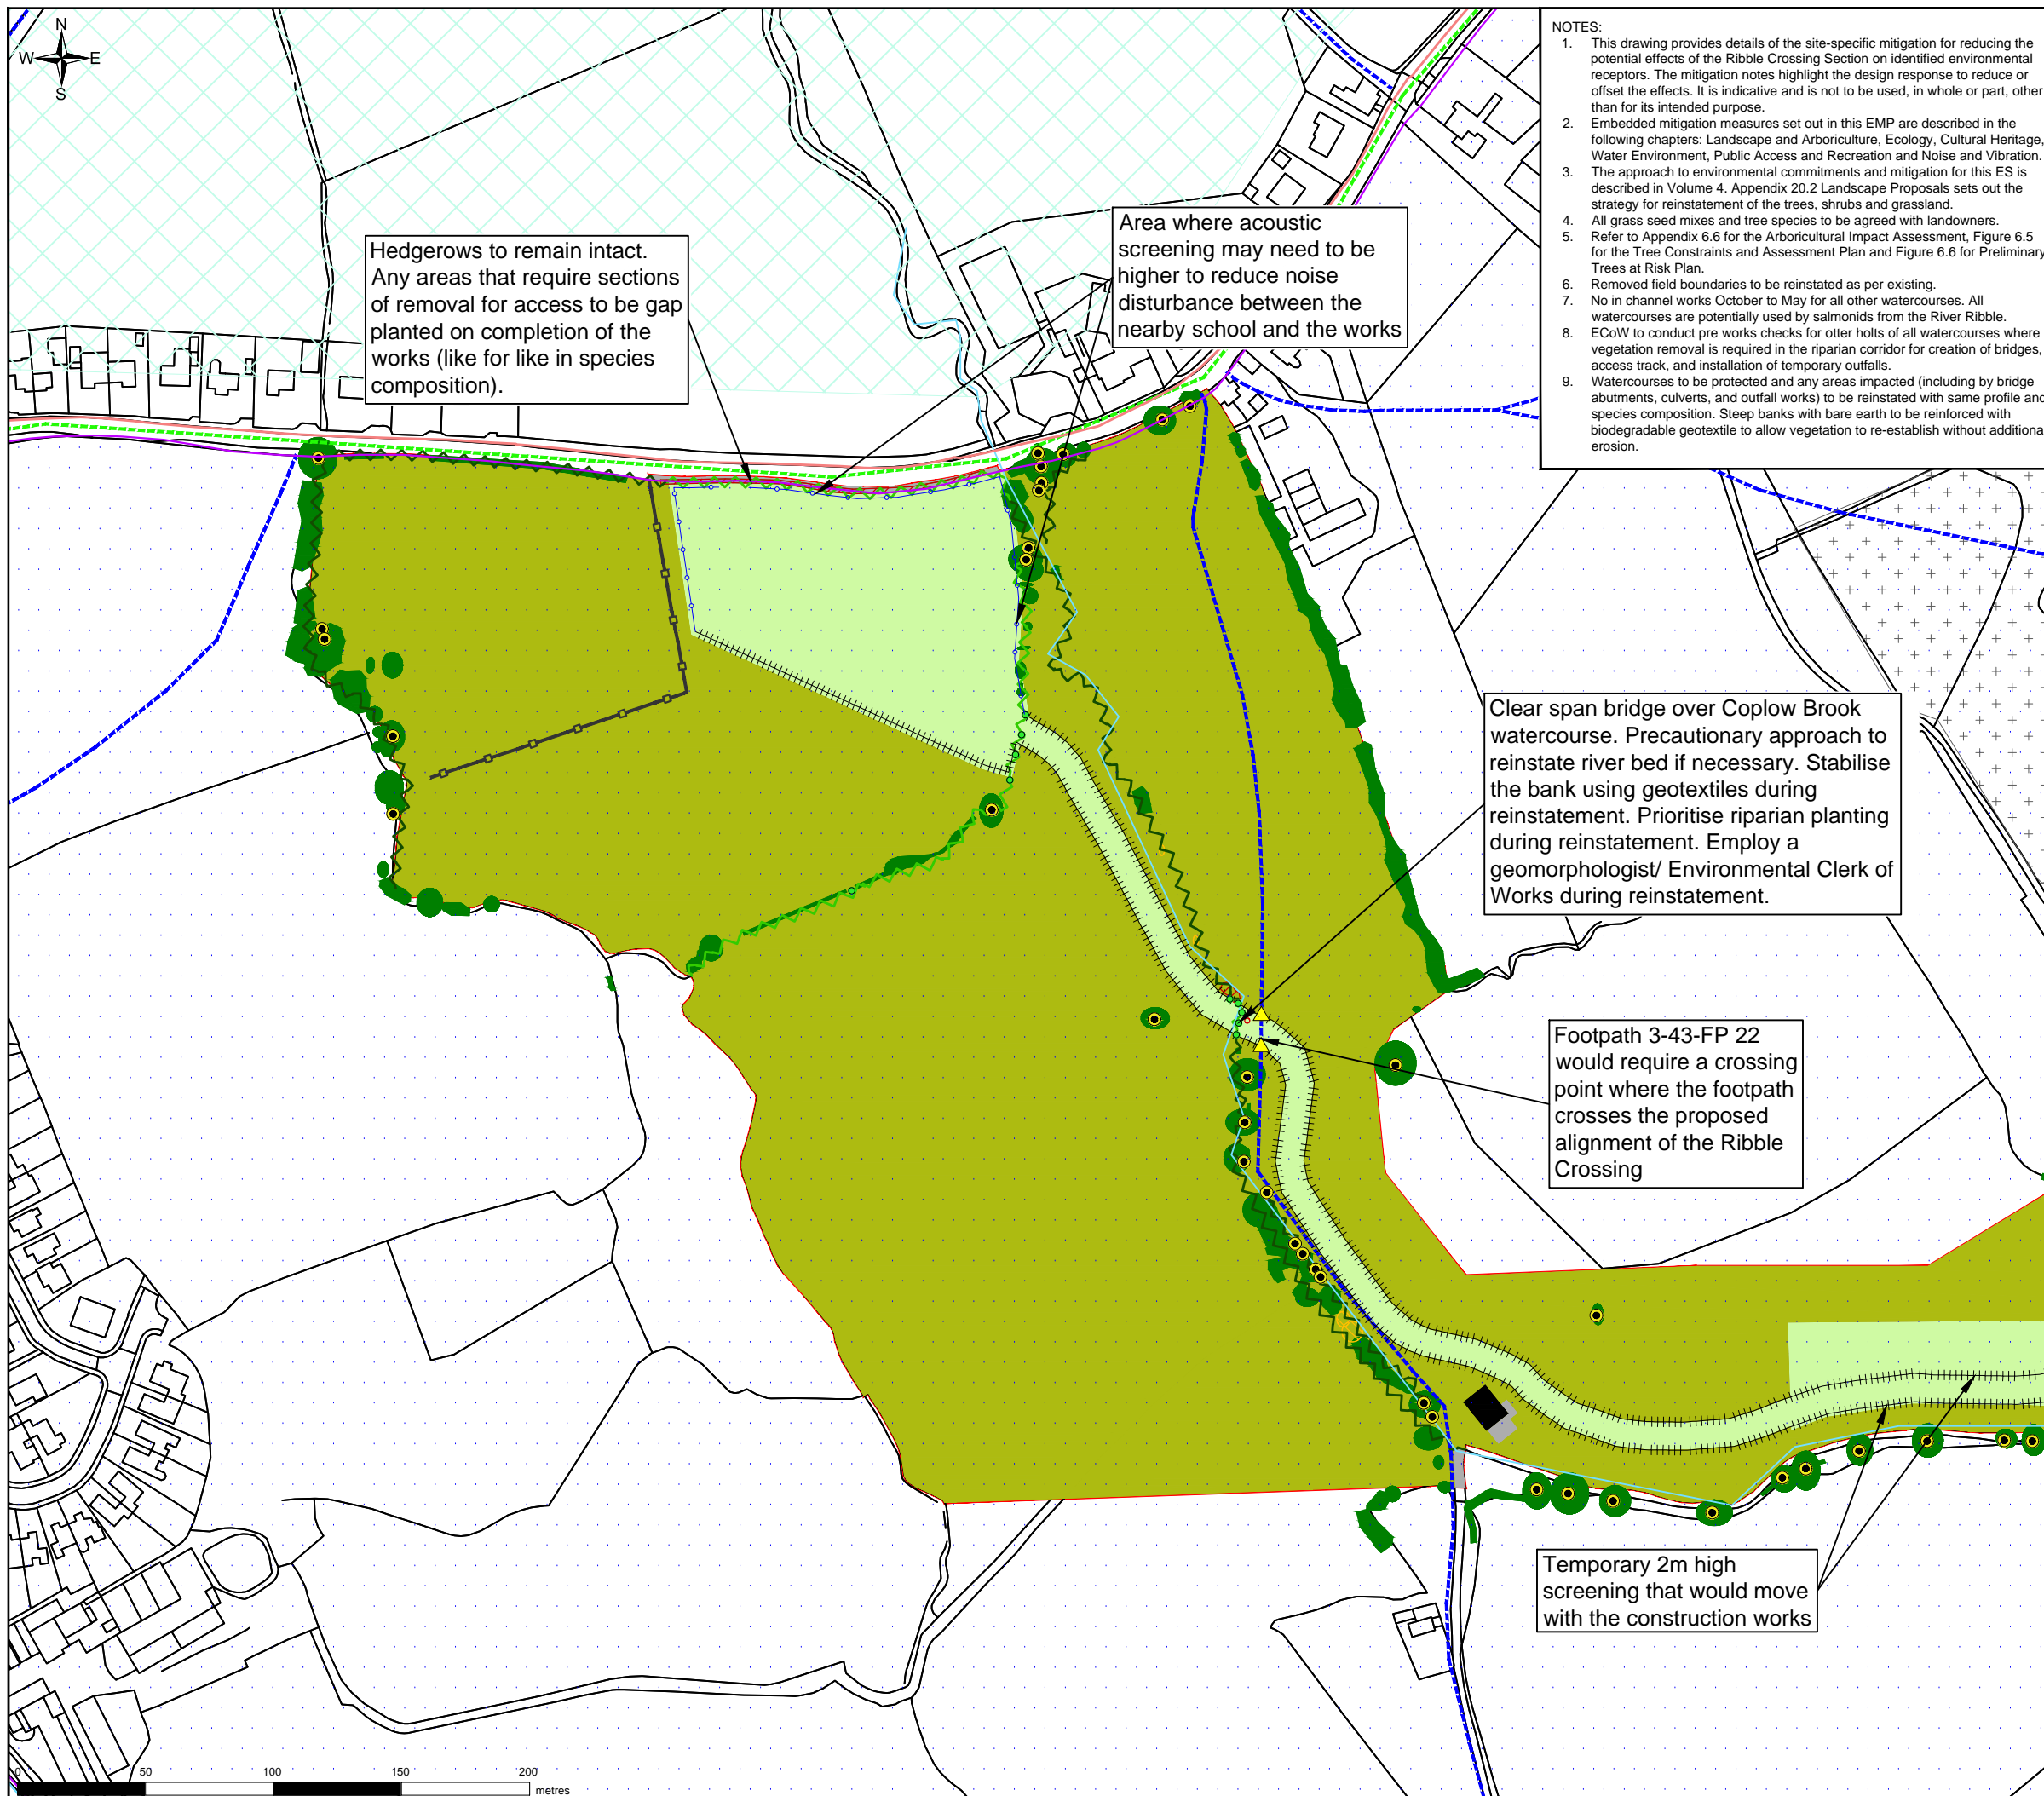 N
W E
S
NOTES:
1. This drawing provides details of the site-specific mitigation for reducing the
potential effects of the Ribble Crossing Section on identified environmental
receptors. The mitigation notes highlight the design response to reduce or
offset the effects. It is indicative and is not to be used, in whole or part, other
than for its intended purpose.
2. Embedded mitigation measures set out in this EMP are described in the
following chapters: Landscape and Arboriculture, Ecology, Cultural Heritage,
Water Environment, Public Access and Recreation and Noise and Vibration.
3. The approach to environmental commitments and mitigation for this ES is
described in Volume 4. Appendix 20.2 Landscape Proposals sets out the
strategy for reinstatement of the trees, shrubs and grassland.
4. All grass seed mixes and tree species to be agreed with landowners.
5. Refer to Appendix 6.6 for the Arboricultural Impact Assessment, Figure 6.5
for the Tree Constraints and Assessment Plan and Figure 6.6 for Preliminary
Trees at Risk Plan.
6. Removed field boundaries to be reinstated as per existing.
7. No in channel works October to May for all other watercourses. All
watercourses are potentially used by salmonids from the River Ribble.
8. ECoW to conduct pre works checks for otter holts of all watercourses where
vegetation removal is required in the riparian corridor for creation of bridges,
access track, and installation of temporary outfalls.
9. Watercourses to be protected and any areas impacted (including by bridge
abutments, culverts, and outfall works) to be reinstated with same profile and
species composition. Steep banks with bare earth to be reinforced with
biodegradable geotextile to allow vegetation to re-establish without additiona
erosion.
Hedgerows to remain intact.
Any areas that require sections
of removal for access to be gap
planted on completion of the
works (like for like in species
composition).
Area where acoustic
screening may need to be
higher to reduce noise
disturbance between the
nearby school and the works
Clear span bridge over Coplow Brook
watercourse. Precautionary approach to
reinstate river bed if necessary. Stabilise
the bank using geotextiles during
reinstatement. Prioritise riparian planting
during reinstatement. Employ a
geomorphologist/ Environmental Clerk of
Works during reinstatement.
Footpath 3-43-FP 22
would require a crossing
point where the footpath
crosses the proposed
alignment of the Ribble
Crossing
Temporary 2m high
screening that would move
with the construction works
0 50 100 150 200
metres